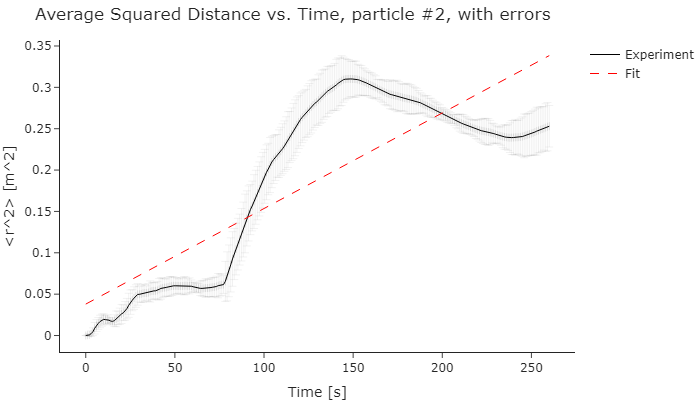 Average Squared Distance vs. Time, particle #2, with errors
0.35
0.3
0.25
0.2
0.15
0.1
0.05
0
<r^2> [m^2]
0 50 100 150 200 250
Time [s]
Experiment
Fit